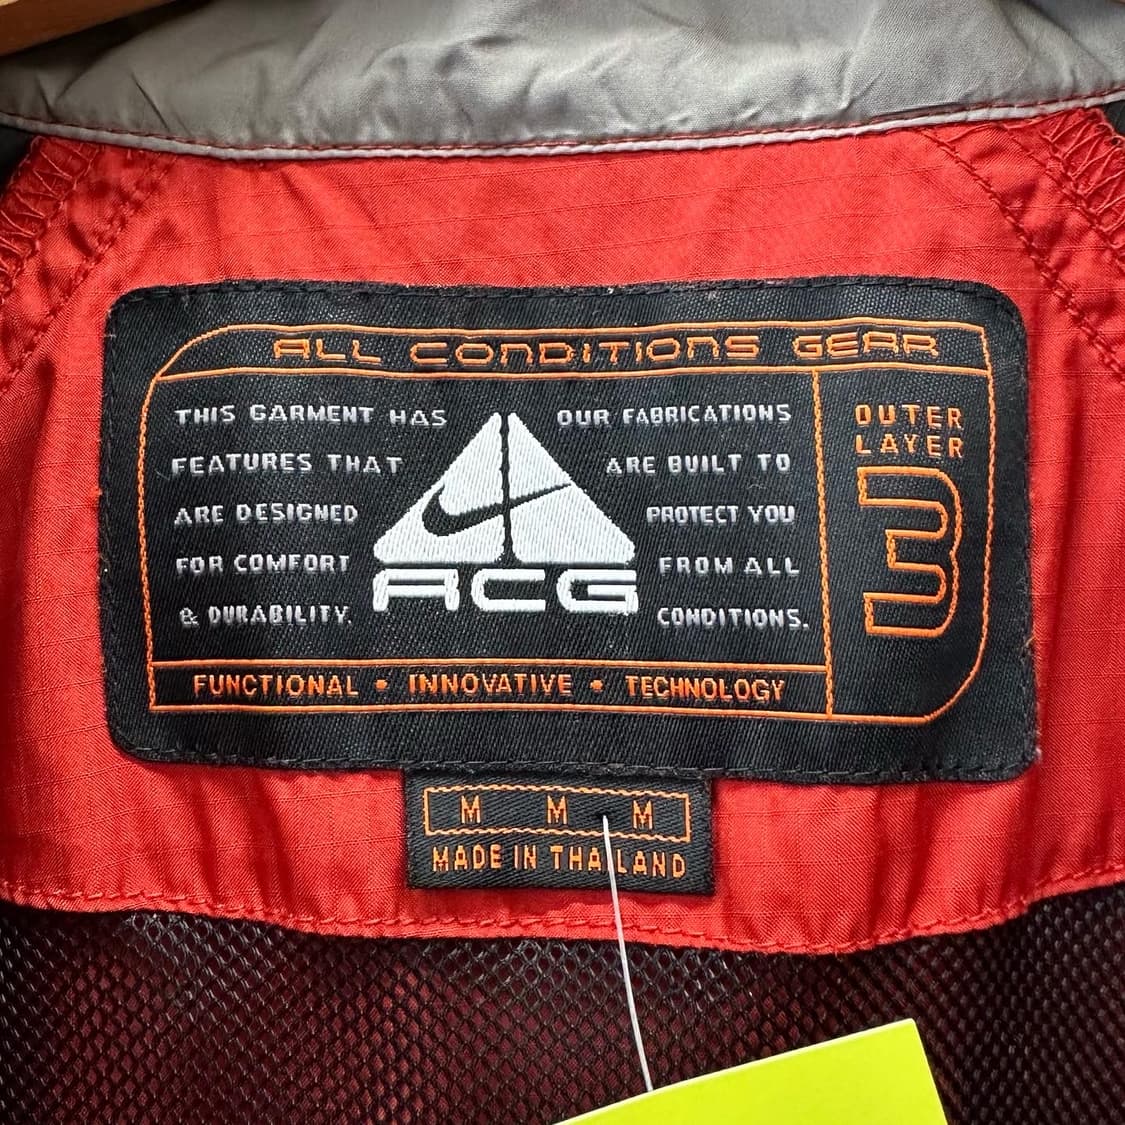 ALL CONDITIONS GEAR
THIS GARMENT HAS
FEATURES THAT
ARE DESIGNED
FOR COMFORT
& DURABILITY.
ACG
OUR FABRICATIONS
ARE BUILT TO
PROTECT YOU
FROM ALL
CONDITIONS.
OUTER
LAYER
3
FUNCTIONAL • INNOVATIVE • TECHNOLOGY
M M M
MADE IN THAILAND